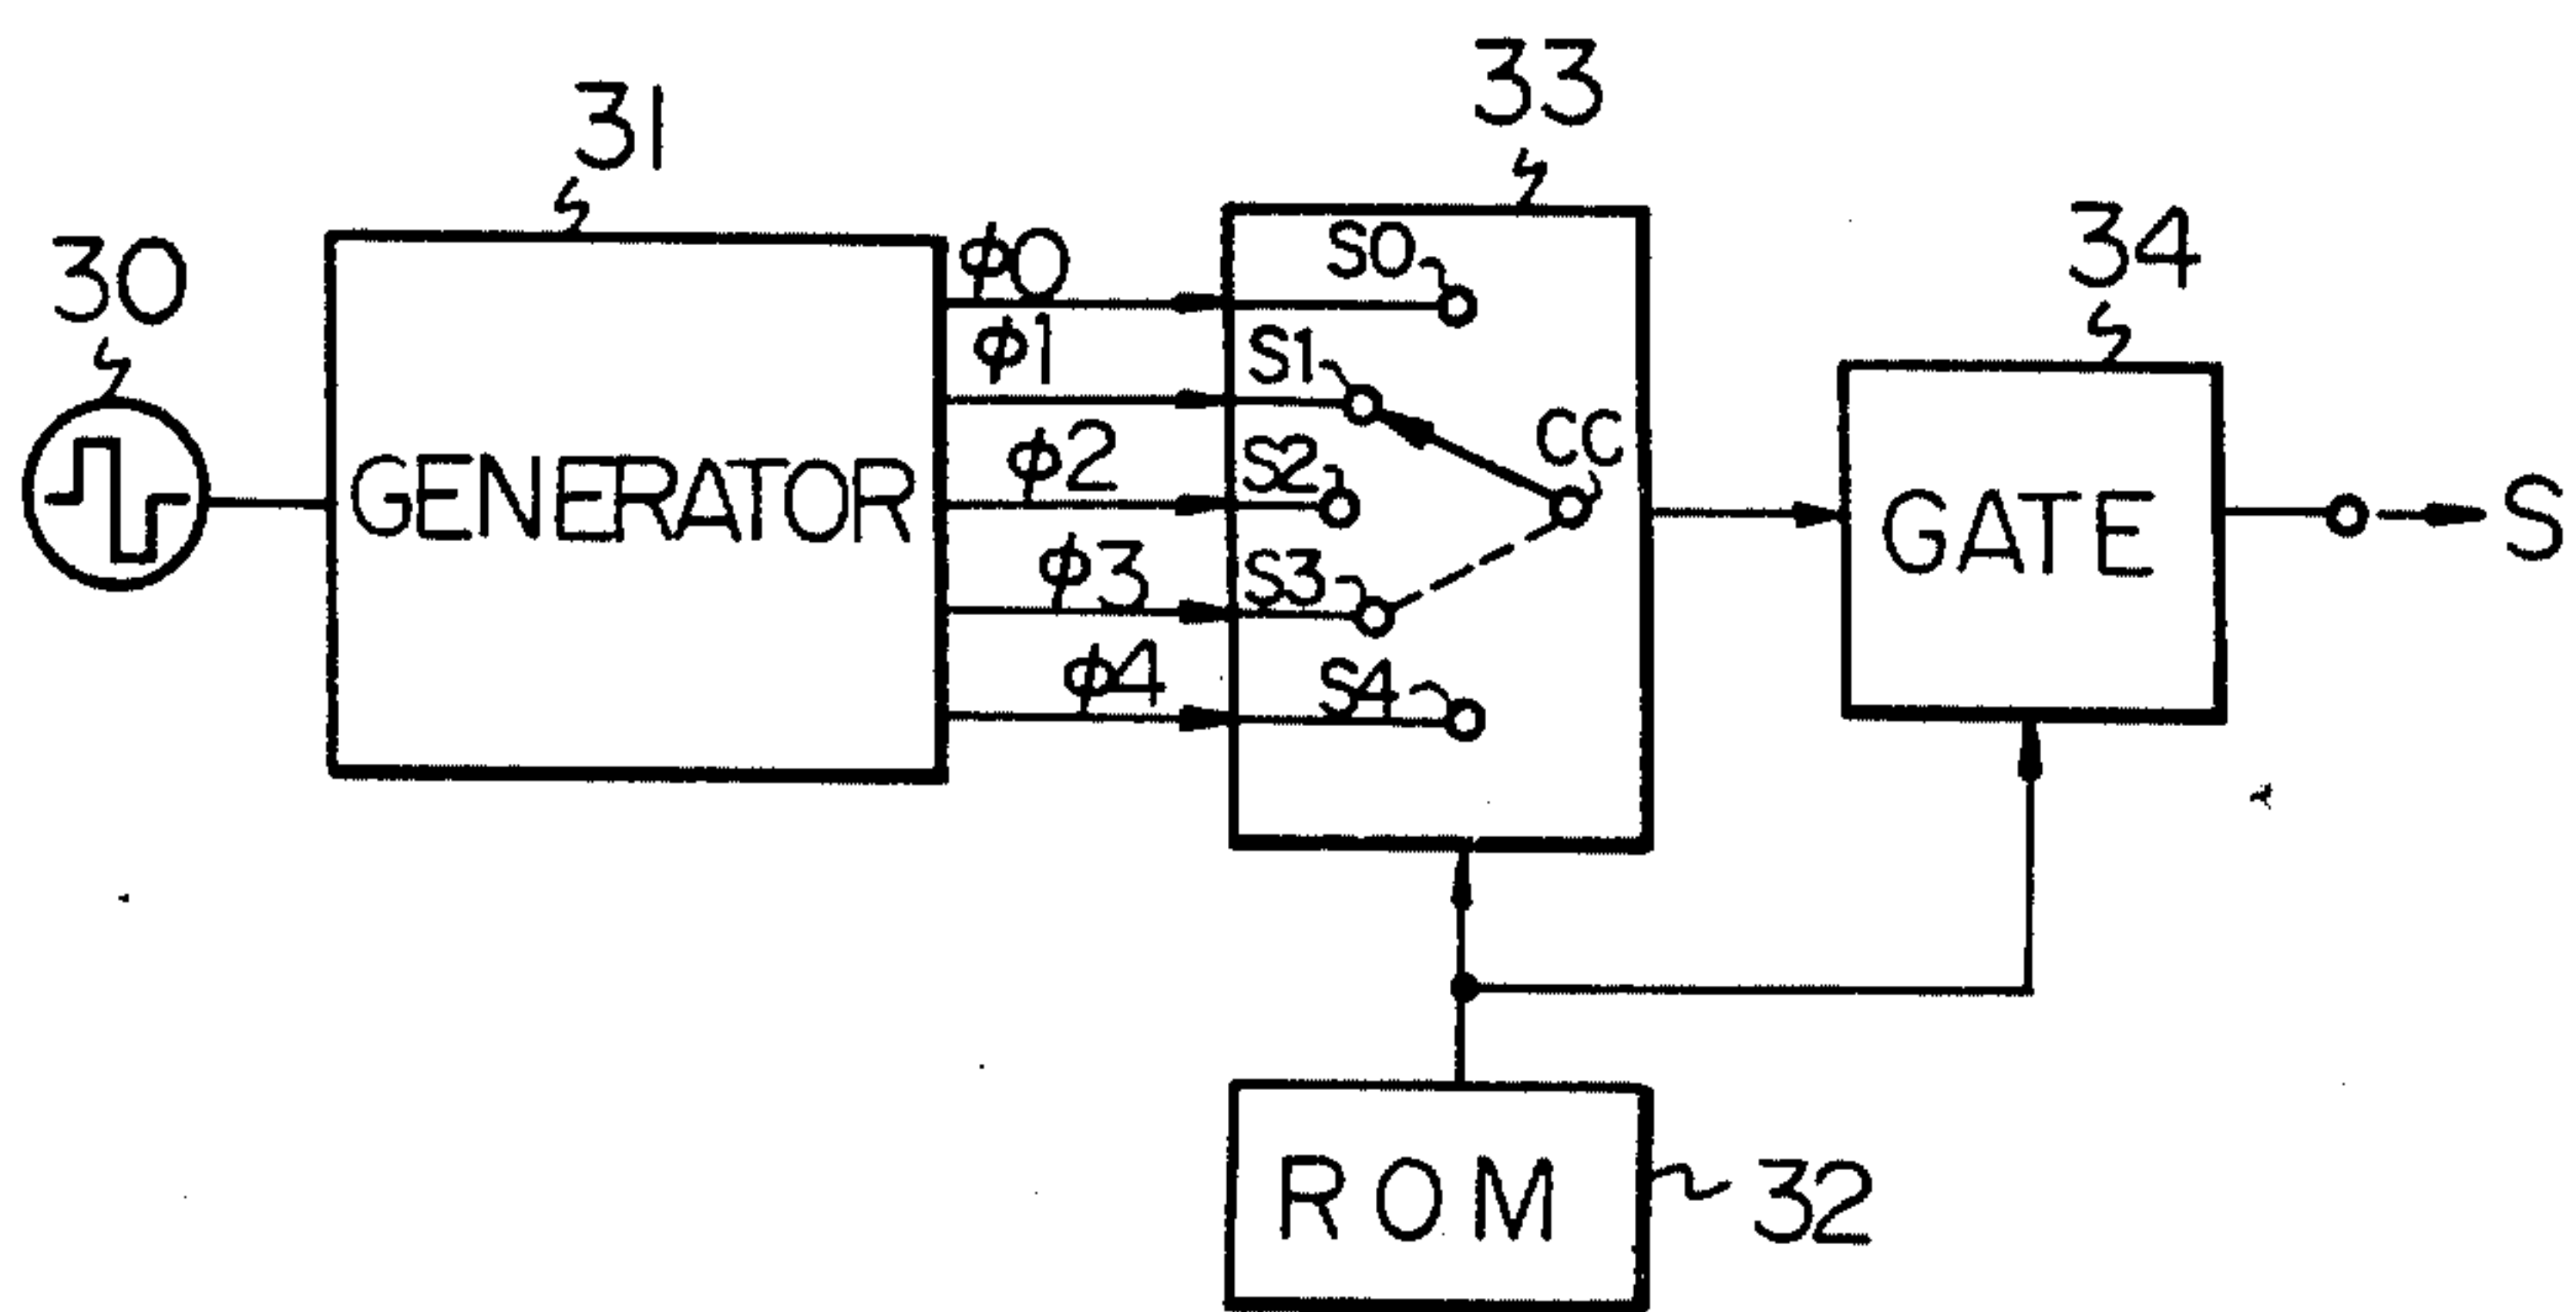 33
31
34
30
φ0
S0
φ1
S1
CC
φ2
S2
GENERATOR
GATE
S
φ3
S3
φ4
S4
ROM
32